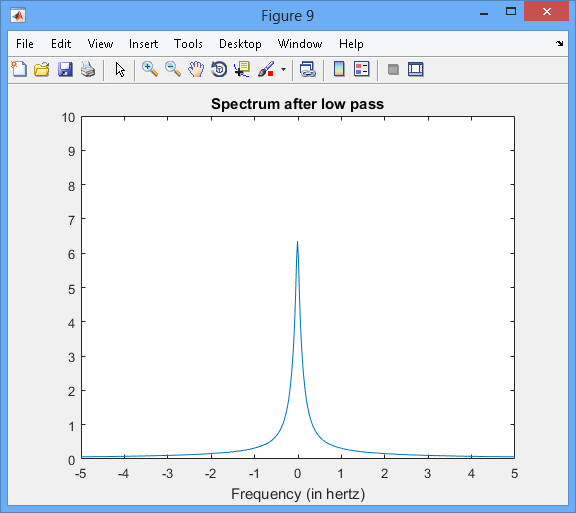 Figure 9
File Edit View Insert Tools Desktop Window Help
Spectrum after low pass
10
9
8
7
6
5
4
3
2
1
0
-5 -4 -3 -2 -1 0 1 2 3 4 5
Frequency (in hertz)